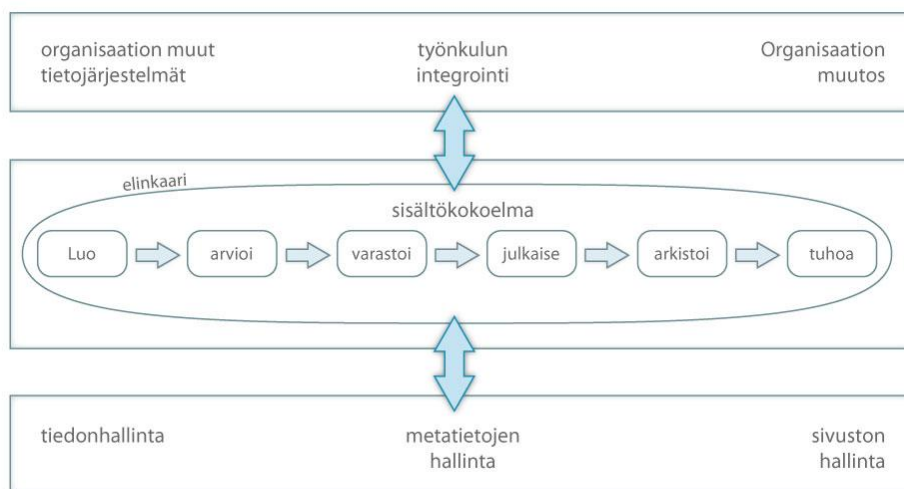 organisaation muut
tietojärjestelmät
työnkulun
integrointi
Organisaation
muutos
elinkaari
sisältökokoelma
Luo
arvioi
varastoi
julkaise
arkistoi
tuhoa
tiedonhallinta
metatietojen
hallinta
sivuston
hallinta